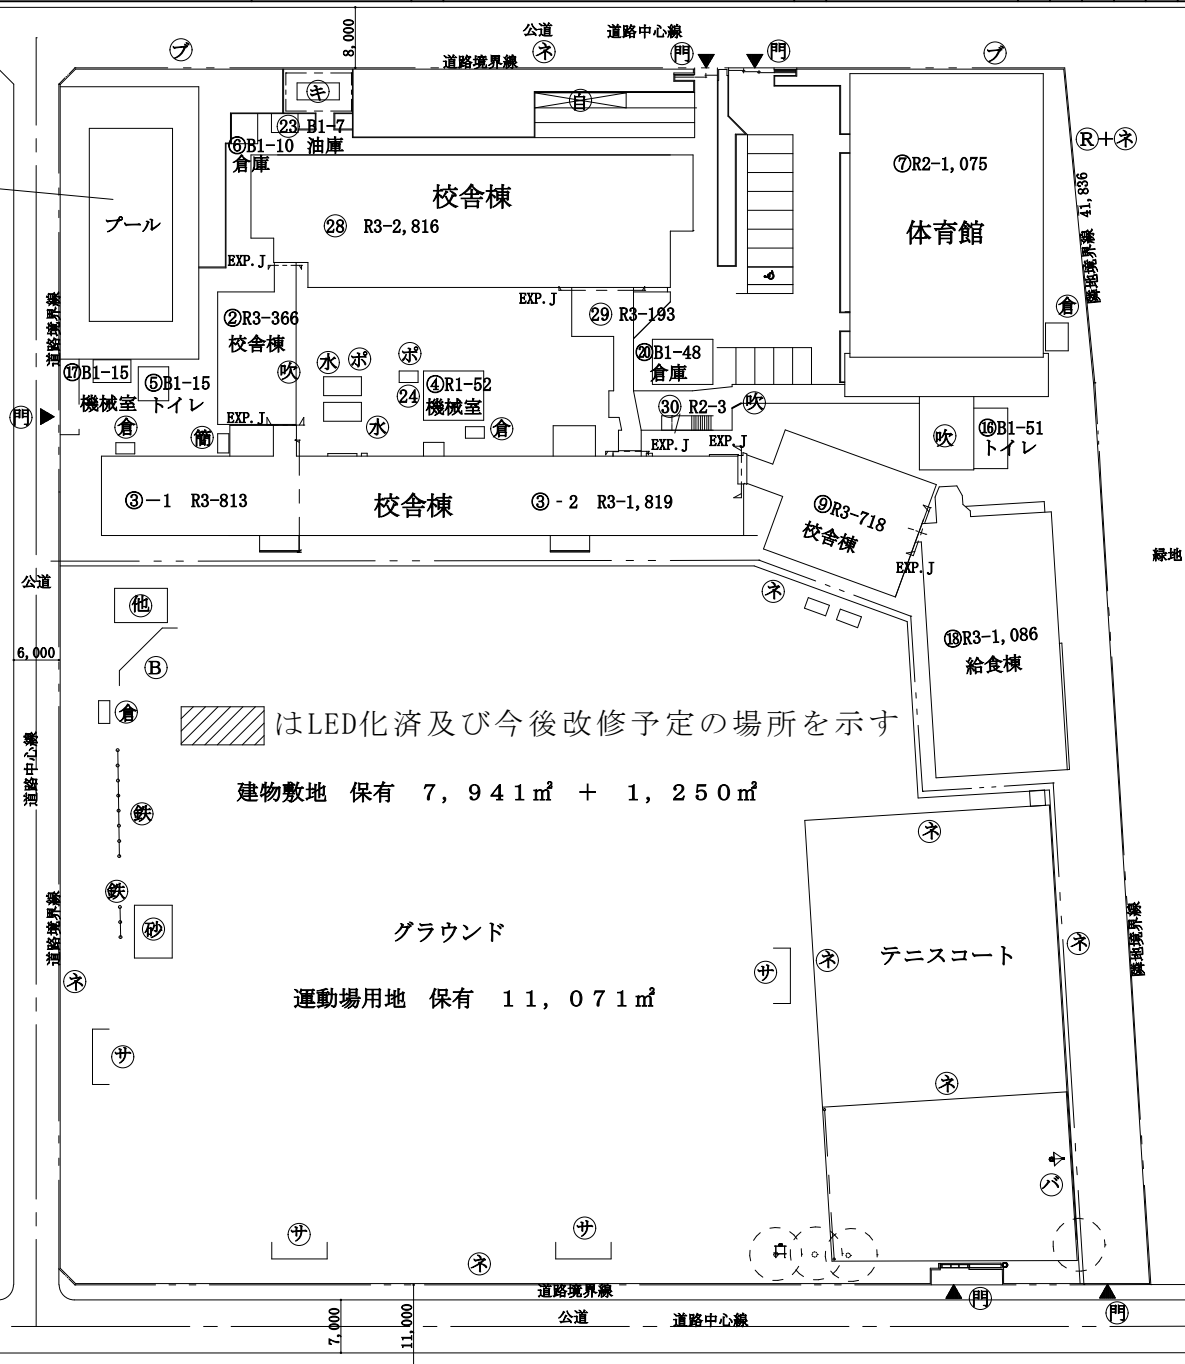 公道 道路中心線
8,000
道路境界線
プ
ネ
門
門
プ
キ
自
㉓ B1-7
油庫
⑥B1-10
倉庫
R+ネ
⑦R2-1,075
体育館
隣地境界線 41,836
プール
校舎棟
㉘ R3-2,816
EXP.J
EXP.J
道路境界線
②R3-366
校舎棟
㉙ R3-193
倉
⑳B1-48
倉庫
⑰B1-15
機械室
⑤B1-15
トイレ
吹
水
ポ
ポ
㉔
④R1-52
機械室
㉚ R2-3
吹
門
倉
簡
EXP.J
水
倉
EXP.J
EXP.J
吹
⑯B1-51
トイレ
③-1 R3-813
校舎棟
③-2 R3-1,819
⑨R3-718
校舎棟
EXP.J
緑地
公道
他
ネ
6,000
B
⑱R3-1,086
給食棟
倉
はLED化済及び今後改修予定の場所を示す
道路中心線
建物敷地 保有 7,941㎡ + 1,250㎡
鉄
ネ
鉄
砂
道路境界線
グラウンド
テニスコート
ネ
ネ
隣地境界線
サ
ネ
運動場用地 保有 11,071㎡
サ
ネ
バ
サ
サ
ネ
道路境界線
門
門
公道
道路中心線
7,000
11,000